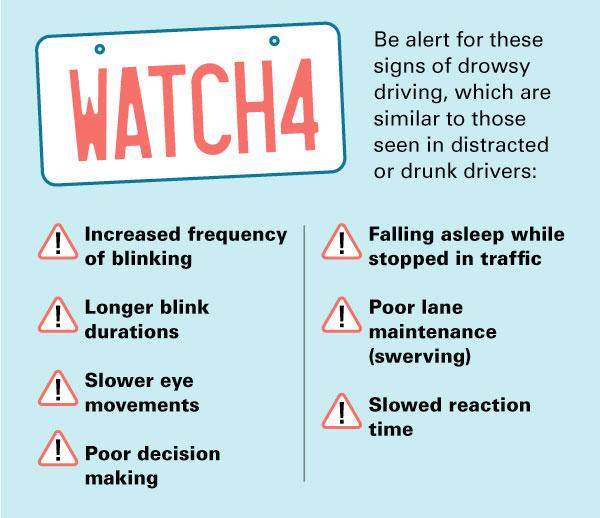 WATCH4
Be alert for these
signs of drowsy
driving, which are
similar to those
seen in distracted
or drunk drivers:
! Increased frequency
of blinking
! Longer blink
durations
! Slower eye
movements
! Poor decision
making
! Falling asleep while
stopped in traffic
! Poor lane
maintenance
(swerving)
! Slowed reaction
time